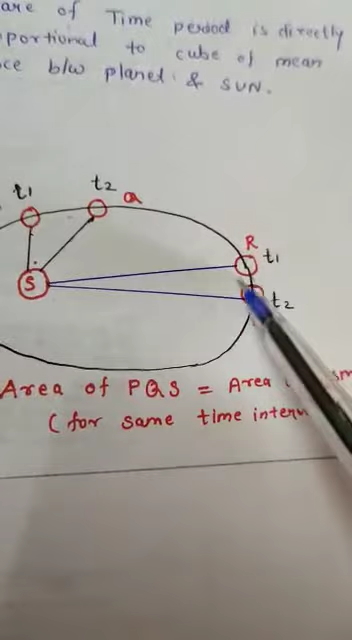 are of Time period is directly
portional to cube of mean
ce b/w planet & SUN.
t1
t2
Q
R
t1
S
t2
Area of PQS = Area
(for same time interv